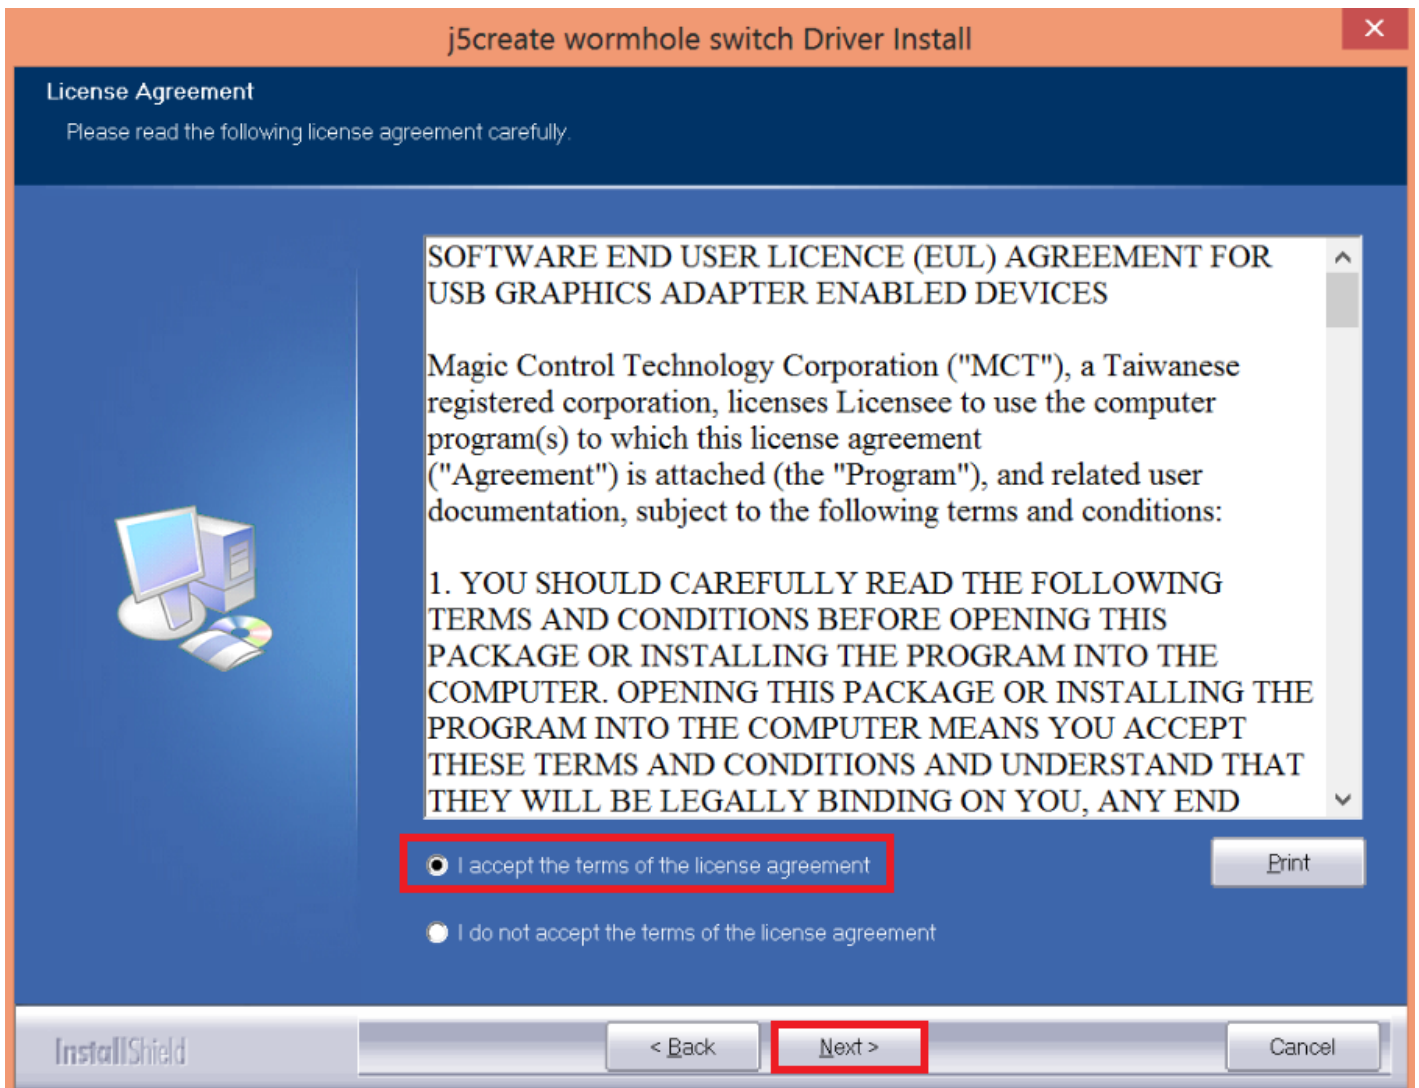 j5create wormhole switch Driver Install
License Agreement
Please read the following license agreement carefully.
SOFTWARE END USER LICENCE (EUL) AGREEMENT FOR
USB GRAPHICS ADAPTER ENABLED DEVICES
Magic Control Technology Corporation ("MCT"), a Taiwanese
registered corporation, licenses Licensee to use the computer
program(s) to which this license agreement
("Agreement") is attached (the "Program"), and related user
documentation, subject to the following terms and conditions:
1. YOU SHOULD CAREFULLY READ THE FOLLOWING
TERMS AND CONDITIONS BEFORE OPENING THIS
PACKAGE OR INSTALLING THE PROGRAM INTO THE
COMPUTER. OPENING THIS PACKAGE OR INSTALLING THE
PROGRAM INTO THE COMPUTER MEANS YOU ACCEPT
THESE TERMS AND CONDITIONS AND UNDERSTAND THAT
THEY WILL BE LEGALLY BINDING ON YOU, ANY END
I accept the terms of the license agreement
Print
I do not accept the terms of the license agreement
InstallShield
< Back
Next >
Cancel